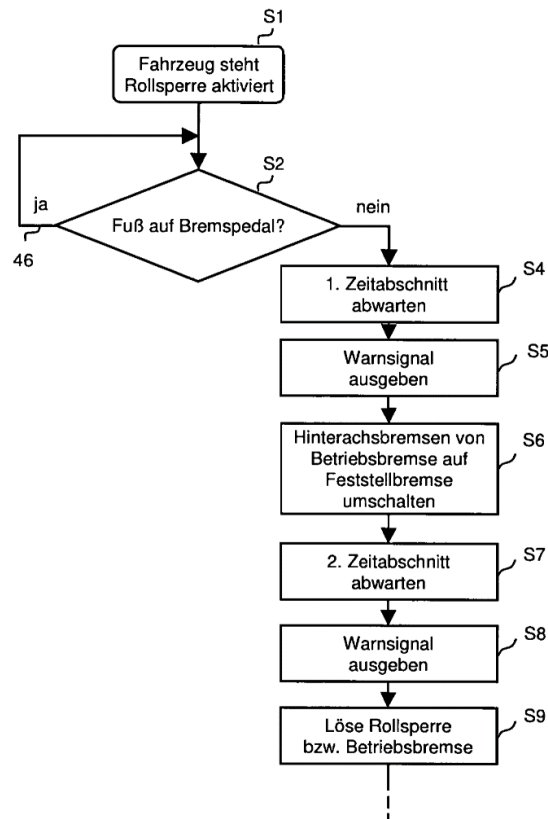 S1
Fahrzeug steht
Rollsperre aktiviert
S2
ja
nein
Fuß auf Bremspedal?
46
S4
1. Zeitabschnitt
abwarten
S5
Warnsignal
ausgeben
S6
Hinterachsbremsen von
Betriebsbremse auf
Feststellbremse
umschalten
S7
2. Zeitabschnitt
abwarten
S8
Warnsignal
ausgeben
S9
Löse Rollsperre
bzw. Betriebsbremse